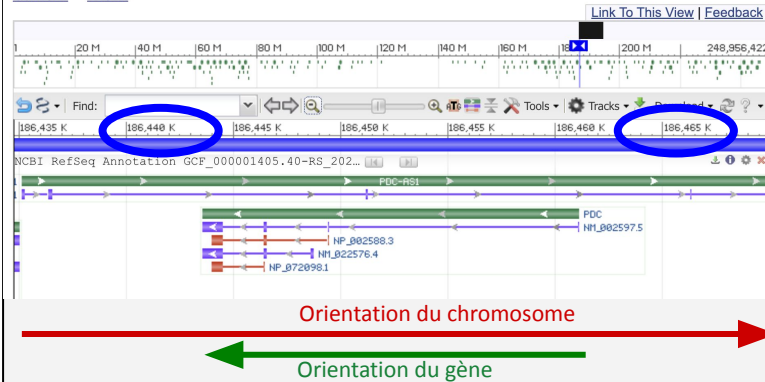 Link To This View | Feedback
1 20 M 40 M 60 M 80 M 100 M 120 M 140 M 160 M 200 M 248,956,422
Find: Tools Tracks Download ?
186,435 K 186,440 K 186,445 K 186,450 K 186,455 K 186,460 K 186,465 K
NCBI RefSeq Annotation GCF_000001405.40-RS_202…
PDC-AS1
PDC
NM_002597.5
NP_002588.3
NM_022576.4
NP_072098.1
Orientation du chromosome
Orientation du gène